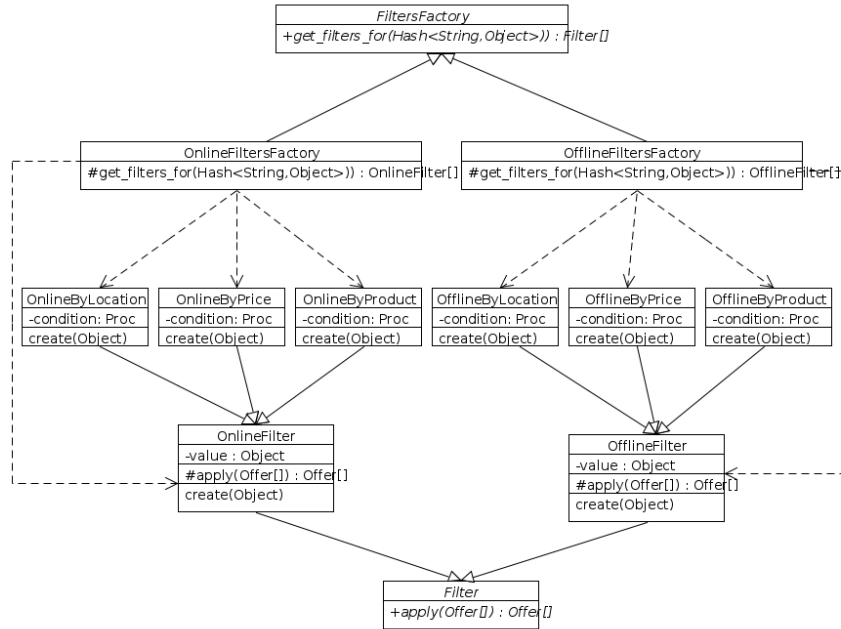 FiltersFactory
+get_filters_for(Hash<String,Object>)) : Filter[]
OnlineFiltersFactory
#get_filters_for(Hash<String,Object>)) : OnlineFilter[]
OfflineFiltersFactory
#get_filters_for(Hash<String,Object>)) : OfflineFilter[]
OnlineByLocation
-condition: Proc
create(Object)
OnlineByPrice
-condition: Proc
create(Object)
OnlineByProduct
-condition: Proc
create(Object)
OfflineByLocation
-condition: Proc
create(Object)
OfflineByPrice
-condition: Proc
create(Object)
OfflineByProduct
-condition: Proc
create(Object)
OnlineFilter
-value : Object
#apply(Offer[]) : Offer[]
create(Object)
OfflineFilter
-value : Object
#apply(Offer[]) : Offer[]
create(Object)
Filter
+apply(Offer[]) : Offer[]